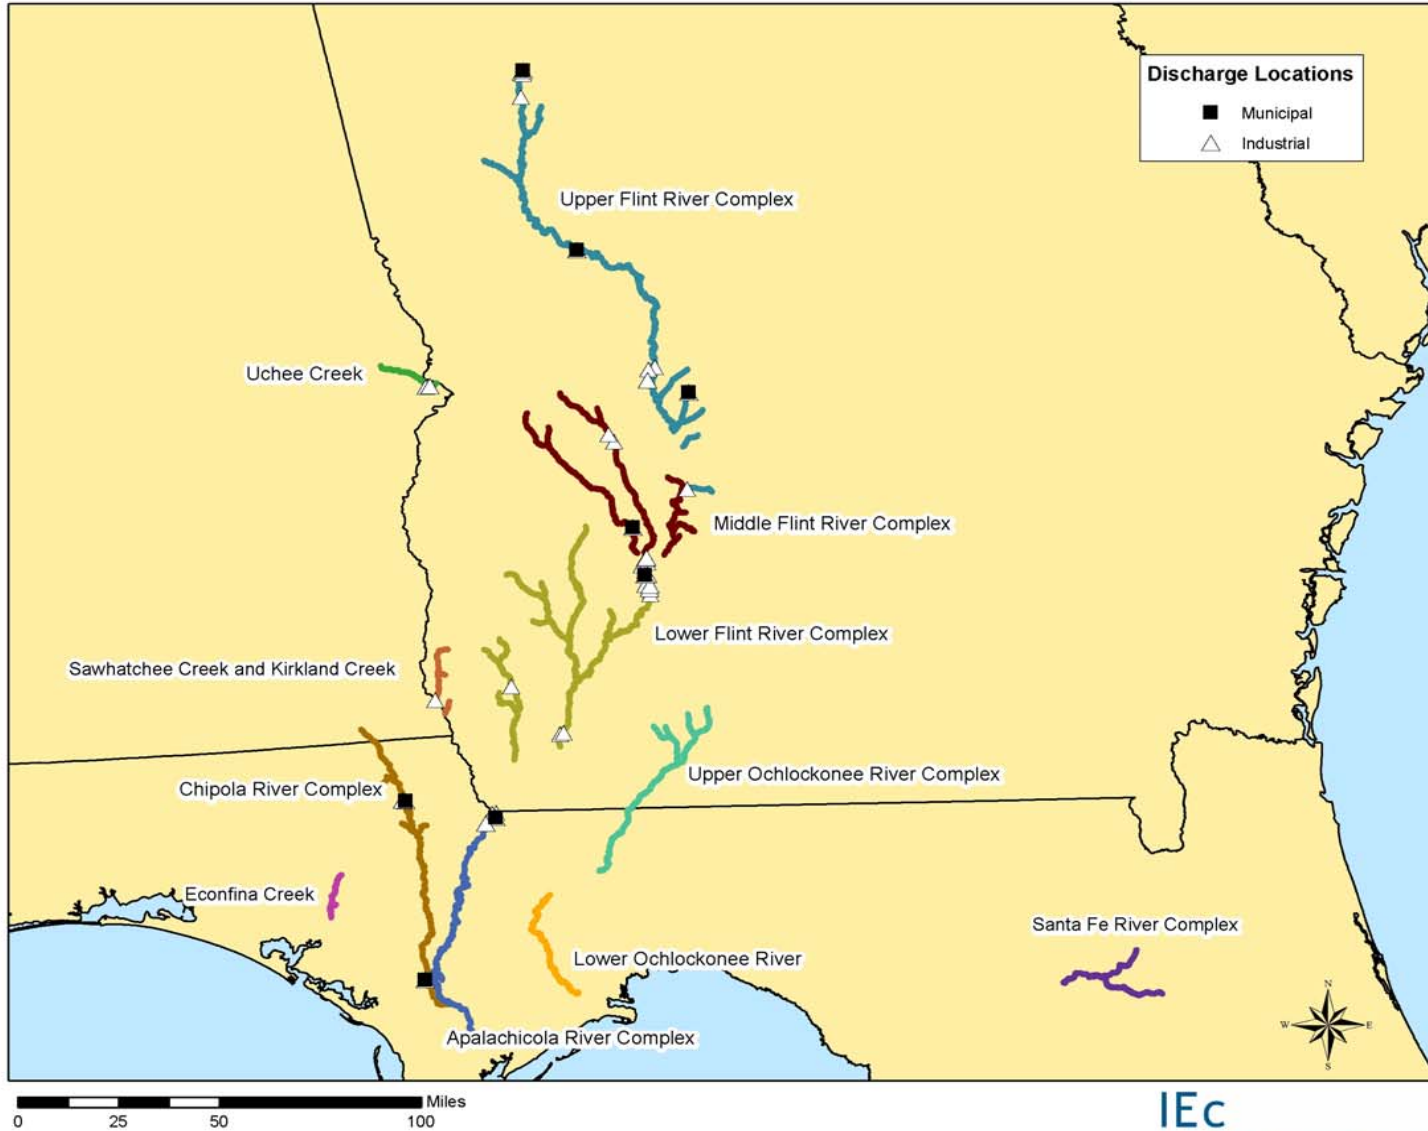 Discharge Locations
Municipal
Industrial
Upper Flint River Complex
Uchee Creek
Middle Flint River Complex
Lower Flint River Complex
Sawhatchee Creek and Kirkland Creek
Upper Ochlockonee River Complex
Chipola River Complex
Econfina Creek
Santa Fe River Complex
Lower Ochlockonee River
Apalachicola River Complex
N
W E
S
Miles
0 25 50 100
IEc